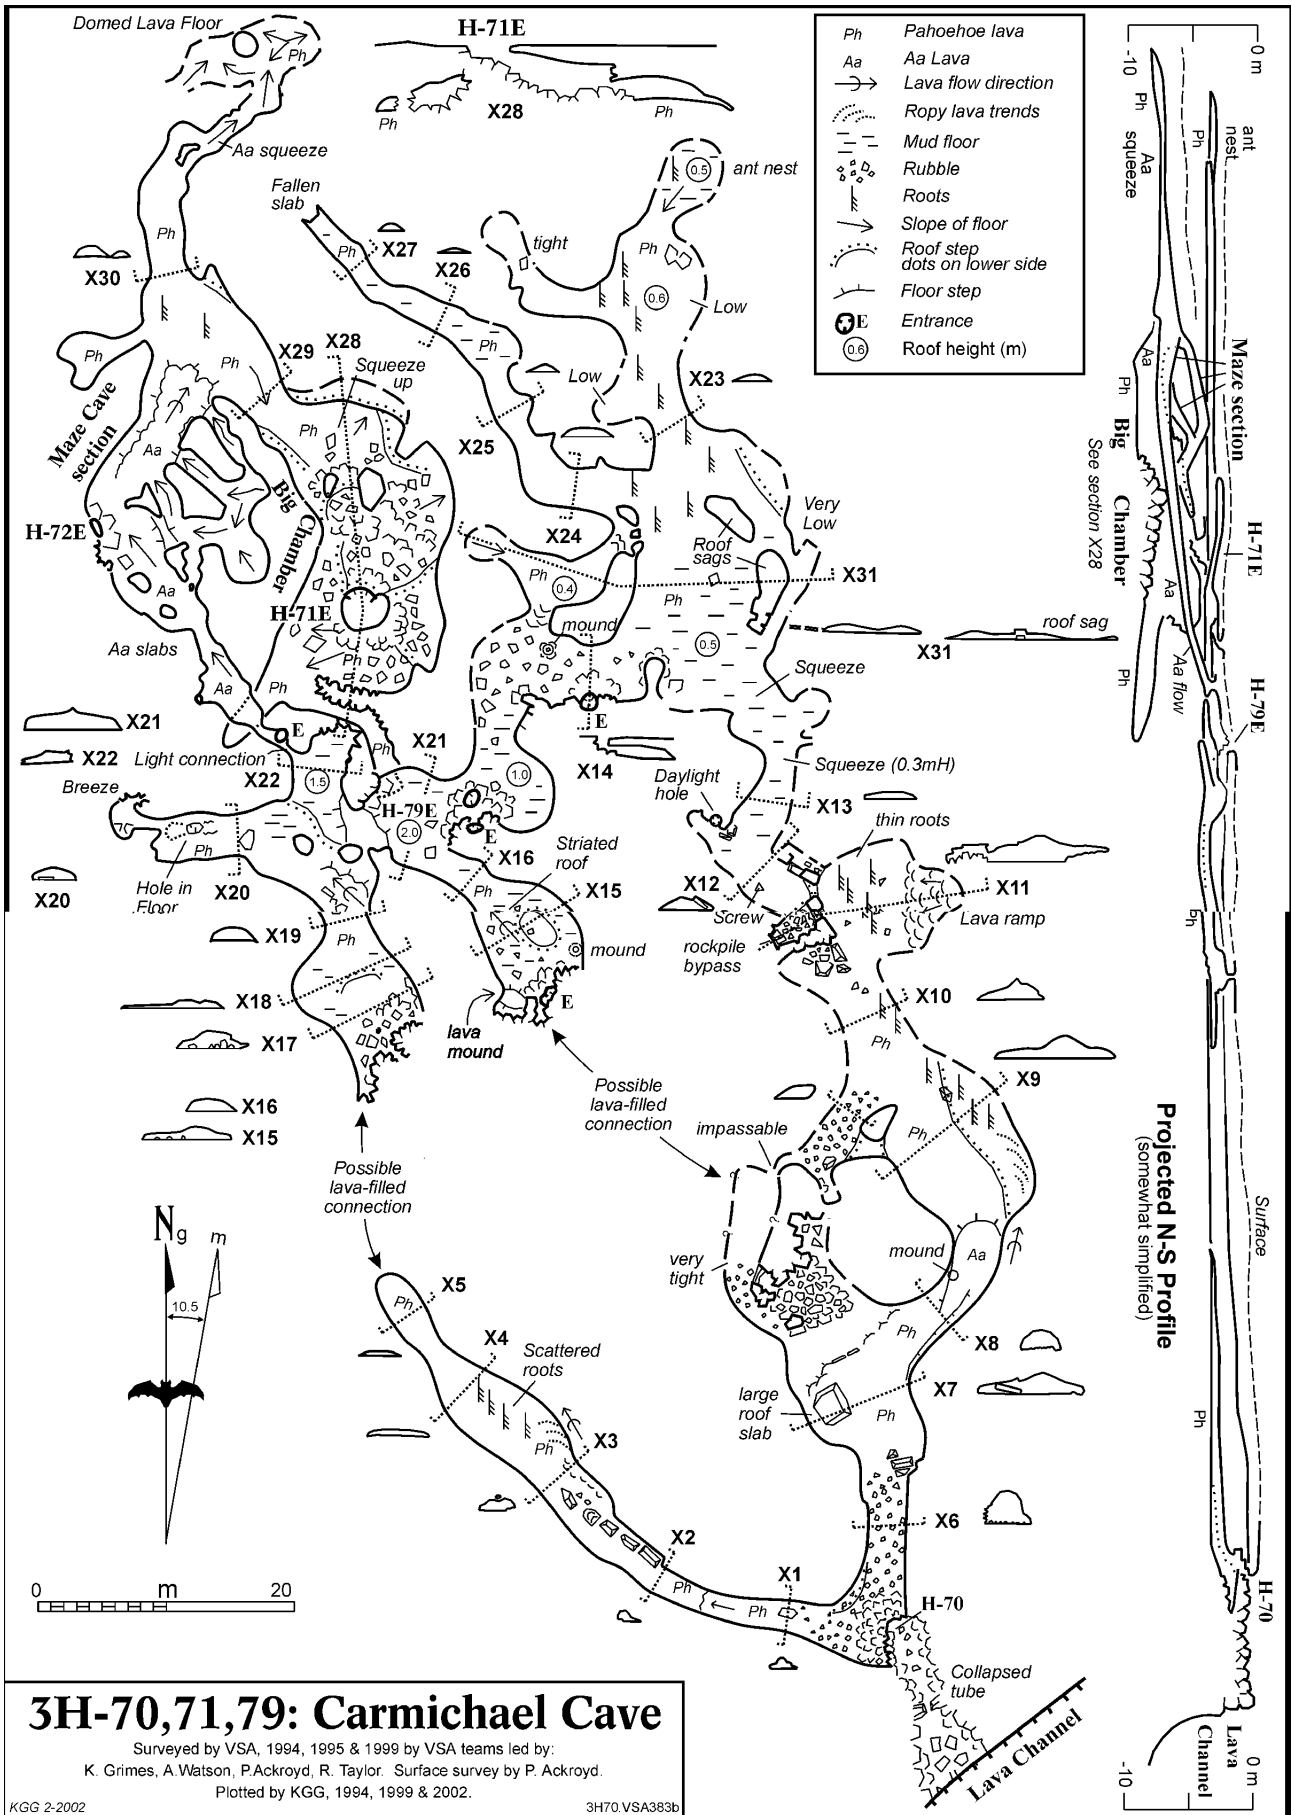 Domed Lava Floor
Ph
H-71E
X28
Ph
Ph
Ph Pahoehoe lava
Aa Aa Lava
Lava flow direction
Ropy lava trends
Mud floor
Rubble
Roots
Slope of floor
Roof step
dots on lower side
Floor step
E Entrance
0.6 Roof height (m)
Aa squeeze
Fallen
slab
Ph
X30
Ph
X27
X26
tight
0.5
ant nest
Ph
0.6
Low
Ph
Low
X23
Ph
Maze Cave
section
Ph
X29
X28
Squeeze
up
Ph
Aa
X25
X24
Big
Chamber
H-72E
Aa
H-71E
Ph
Aa slabs
Aa
Ph
Very
Low
Roof
sags
X31
Ph
0.4
Ph
mound
0.5
roof sag
X31
Squeeze
X21
X22
Light connection
X22
E
Ph
X21
1.5
H-79E
2.0
1.0
E
E
X14
Squeeze (0.3mH)
Daylight
hole
X13
thin roots
Breeze
Ph
Hole in
Floor
X20
X20
X16
Striated
roof
X15
Ph
mound
E
lava
mound
X12
Screw
rockpile
bypass
X11
Lava ramp
X19
Ph
X18
X17
X16
X15
X10
Ph
X9
Ph
Possible
lava-filled
connection
impassable
Possible
lava-filled
connection
very
tight
mound
Aa
Ng m
10.5
X5
Ph
X4
Scattered
roots
Ph
X3
X2
Ph
X1
Ph
Ph
X8
X7
large
roof
slab
Ph
X6
H-70
Collapsed
tube
Lava Channel
0 m 20
-10 0 m
Ph
Aa
squeeze
Ph
ant
nest
Aa
Ph
Maze section
Big Chamber
See section X28
H-71E
Aa
Ph
Aa flow
H-79E
Ph
Projected N-S Profile
(somewhat simplified)
Surface
Ph
H-70
Lava
Channel
-10 0 m
3H-70,71,79: Carmichael Cave
Surveyed by VSA, 1994, 1995 & 1999 by VSA teams led by:
K. Grimes, A.Watson, P.Ackroyd, R. Taylor. Surface survey by P. Ackroyd.
Plotted by KGG, 1994, 1999 & 2002.
KGG 2-2002 3H70.VSA383b